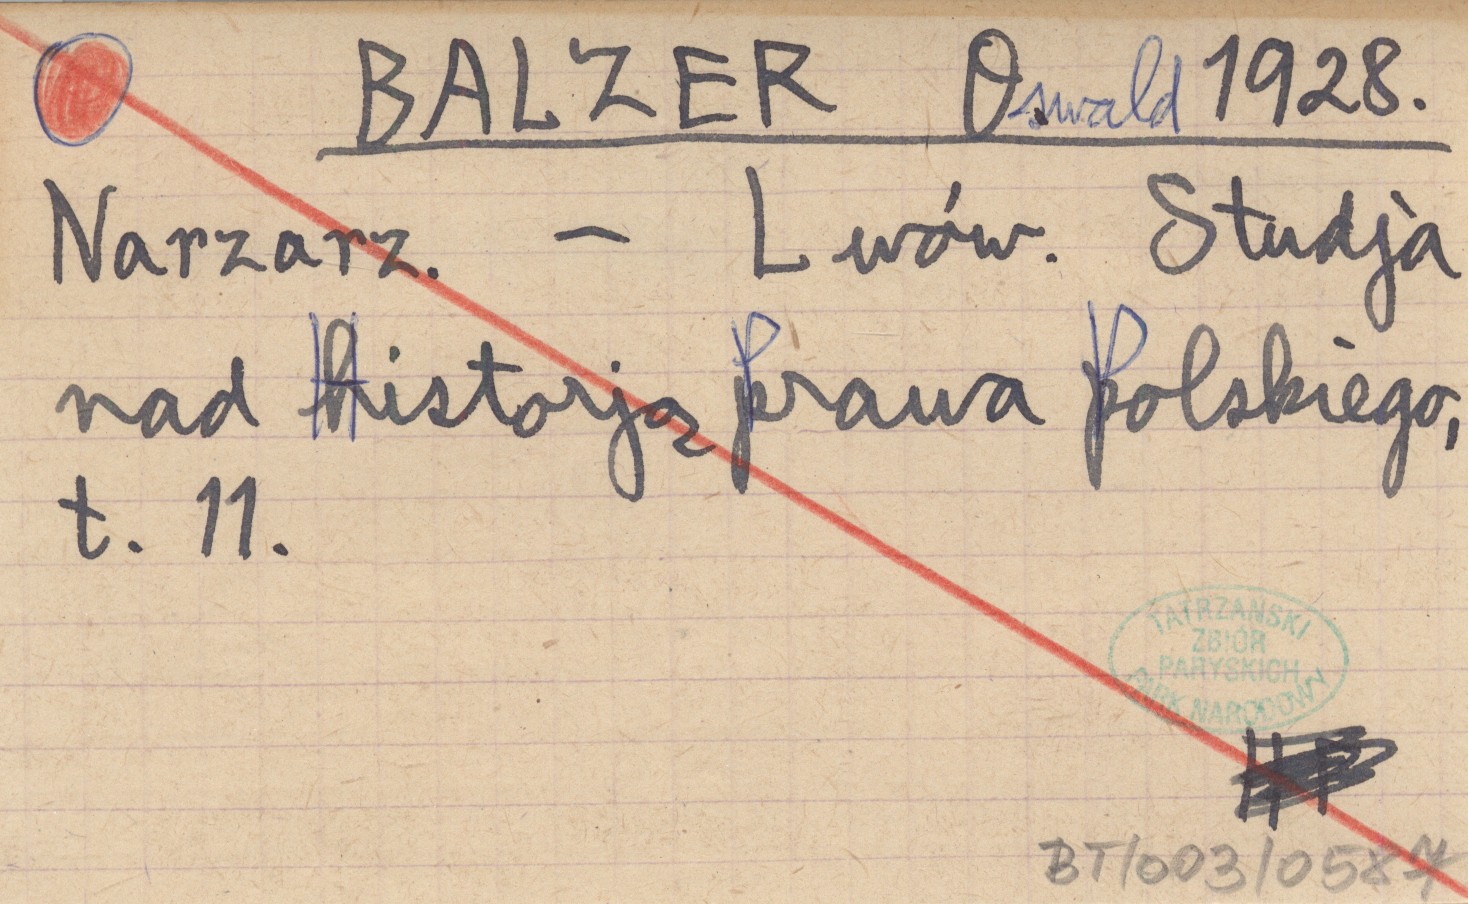 BALZER Oswald 1928.
Narzarz. — Lwów. Studja
nad Historją Prawa Polskiego,
t. 11.
TATRZAŃSKI
ZBIÓR
PARYSKICH
PARK NARODOWY
BT/003/0587